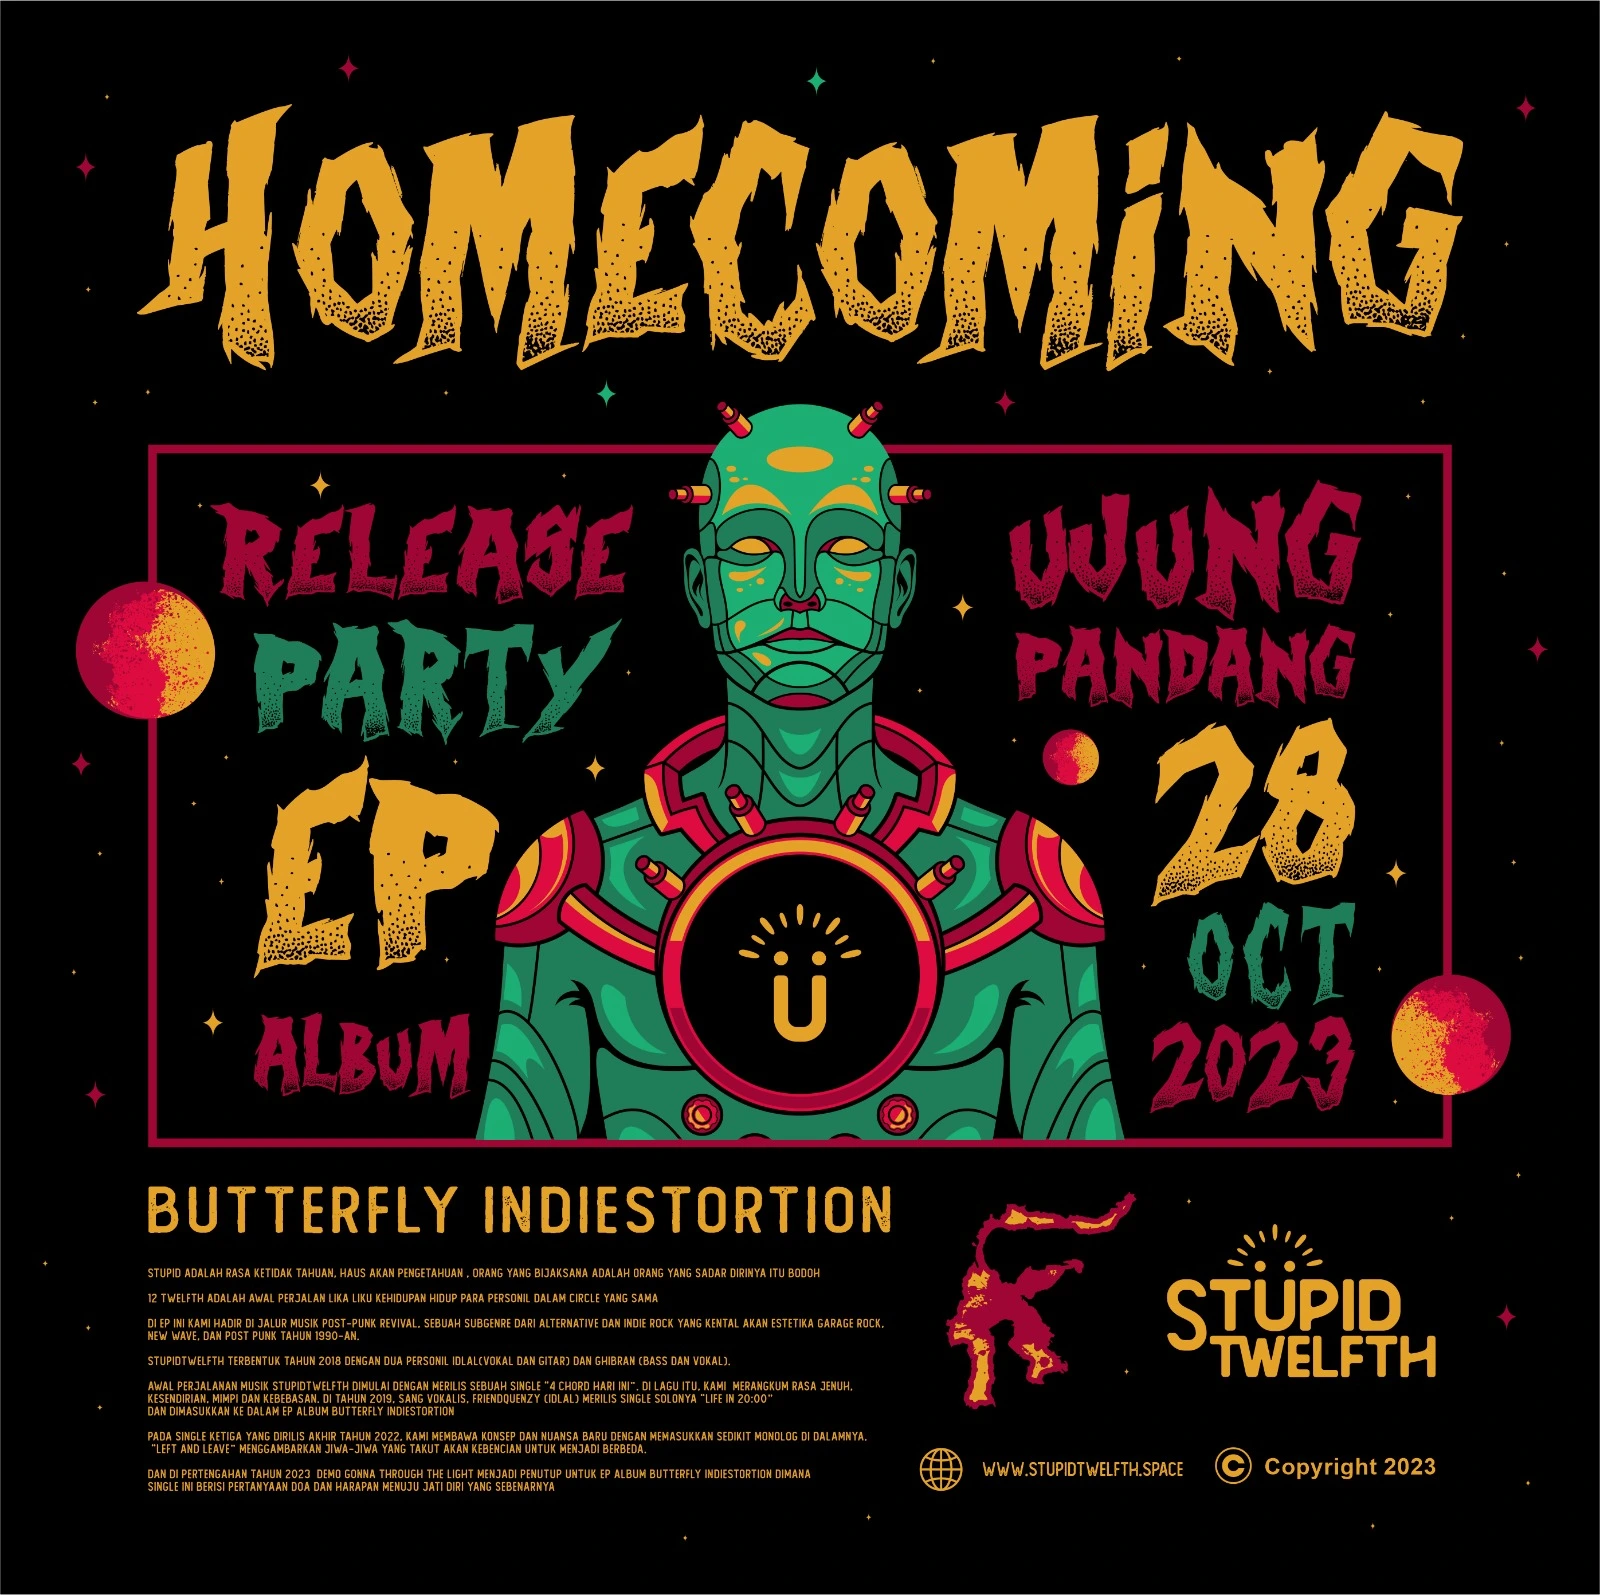 HOMECOMiNG
RELEASE
PARTY
EP
ALBUM
UJUNG
PANDANG
28
OCT
2023
Ü
BUTTERFLY INDIESTORTION
STUPID ADALAH RASA KETIDAK TAHUAN, HAUS AKAN PENGETAHUAN , ORANG YANG BIJAKSANA ADALAH ORANG YANG SADAR DIRINYA ITU BODOH
12 TWELFTH ADALAH AWAL PERJALAN LIKA LIKU KEHIDUPAN HIDUP PARA PERSONIL DALAM CIRCLE YANG SAMA
DI EP INI KAMI HADIR DI JALUR MUSIK POST-PUNK REVIVAL, SEBUAH SUBGENRE DARI ALTERNATIVE DAN INDIE ROCK YANG KENTAL AKAN ESTETIKA GARAGE ROCK,
NEW WAVE, DAN POST PUNK TAHUN 1990-AN.
STUPIDTWELFTH TERBENTUK TAHUN 2018 DENGAN DUA PERSONIL IDLAL(VOKAL DAN GITAR) DAN GHIBRAN (BASS DAN VOKAL).
AWAL PERJALANAN MUSIK STUPIDTWELFTH DIMULAI DENGAN MERILIS SEBUAH SINGLE "4 CHORD HARI INI". DI LAGU ITU, KAMI MERANGKUM RASA JENUH,
KESENDIRIAN, MIMPI DAN KEBEBASAN. DI TAHUN 2019, SANG VOKALIS, FRIENDQUENZY (IDLAL) MERILIS SINGLE SOLONYA "LIFE IN 20:00"
DAN DIMASUKKAN KE DALAM EP ALBUM BUTTERFLY INDIESTORTION
PADA SINGLE KETIGA YANG DIRILIS AKHIR TAHUN 2022, KAMI MEMBAWA KONSEP DAN NUANSA BARU DENGAN MEMASUKKAN SEDIKIT MONOLOG DI DALAMNYA,
"LEFT AND LEAVE" MENGGAMBARKAN JIWA-JIWA YANG TAKUT AKAN KEBENCIAN UNTUK MENJADI BERBEDA.
DAN DI PERTENGAHAN TAHUN 2023 DEMO GONNA THROUGH THE LIGHT MENJADI PENUTUP UNTUK EP ALBUM BUTTERFLY INDIESTORTION DIMANA
SINGLE INI BERISI PERTANYAAN DOA DAN HARAPAN MENUJU JATI DIRI YANG SEBENARNYA
STÜPID
TWELFTH
WWW.STUPIDTWELFTH.SPACE
© Copyright 2023